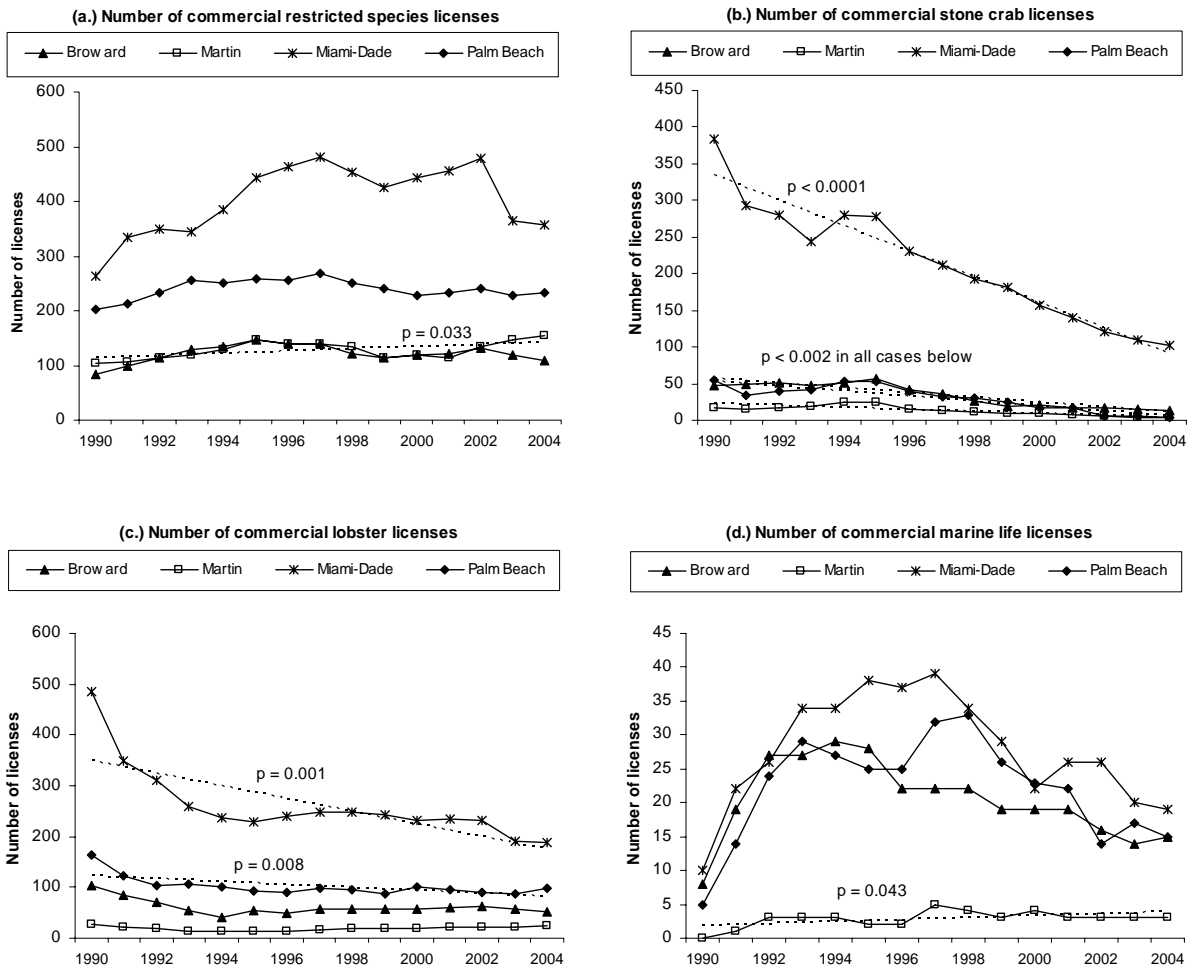 (a.) Number of commercial restricted species licenses
Brow ard Martin Miami-Dade Palm Beach
600
500
400
300
200
100
0
Number of licenses
p = 0.033
1990 1992 1994 1996 1998 2000 2002 2004
(b.) Number of commercial stone crab licenses
Brow ard Martin Miami-Dade Palm Beach
450
400
350
300
250
200
150
100
50
0
Number of licenses
p < 0.0001
p < 0.002 in all cases below
1990 1992 1994 1996 1998 2000 2002 2004
(c.) Number of commercial lobster licenses
Brow ard Martin Miami-Dade Palm Beach
600
500
400
300
200
100
0
Number of licenses
p = 0.001
p = 0.008
1990 1992 1994 1996 1998 2000 2002 2004
(d.) Number of commercial marine life licenses
Brow ard Martin Miami-Dade Palm Beach
45
40
35
30
25
20
15
10
5
0
Number of licenses
p = 0.043
1990 1992 1994 1996 1998 2000 2002 2004